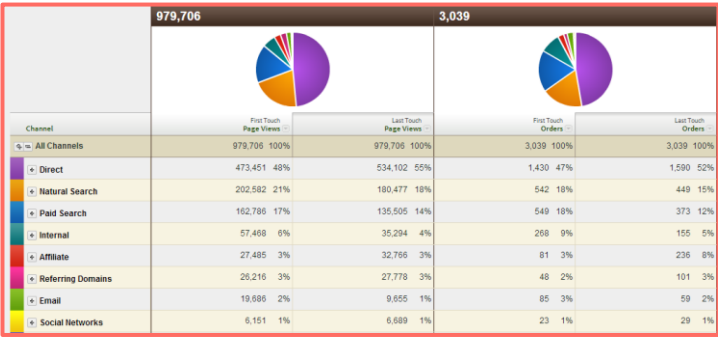 979,706 3,039
First Touch Last Touch First Touch Last Touch
Channel Page Views Page Views Orders Orders
All Channels 979,706 100% 979,706 100% 3,039 100% 3,039 100%
Direct 473,451 48% 534,102 55% 1,430 47% 1,590 52%
Natural Search 202,582 21% 180,477 18% 542 18% 449 15%
Paid Search 162,786 17% 135,505 14% 549 18% 373 12%
Internal 57,468 6% 35,294 4% 268 9% 155 5%
Affiliate 27,485 3% 32,766 3% 81 3% 236 8%
Referring Domains 26,216 3% 27,778 3% 48 2% 101 3%
Email 19,686 2% 9,655 1% 85 3% 59 2%
Social Networks 6,151 1% 6,689 1% 23 1% 29 1%